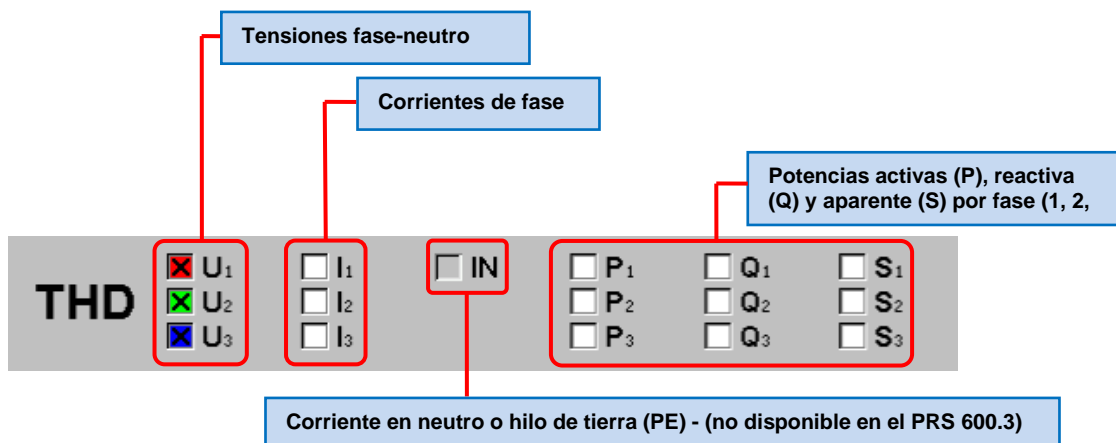 Tensiones fase-neutro
Corrientes de fase
Potencias activas (P), reactiva
(Q) y aparente (S) por fase (1, 2,
THD
U1 I1 IN P1 Q1 S1
U2 I2 P2 Q2 S2
U3 I3 P3 Q3 S3
Corriente en neutro o hilo de tierra (PE) - (no disponible en el PRS 600.3)